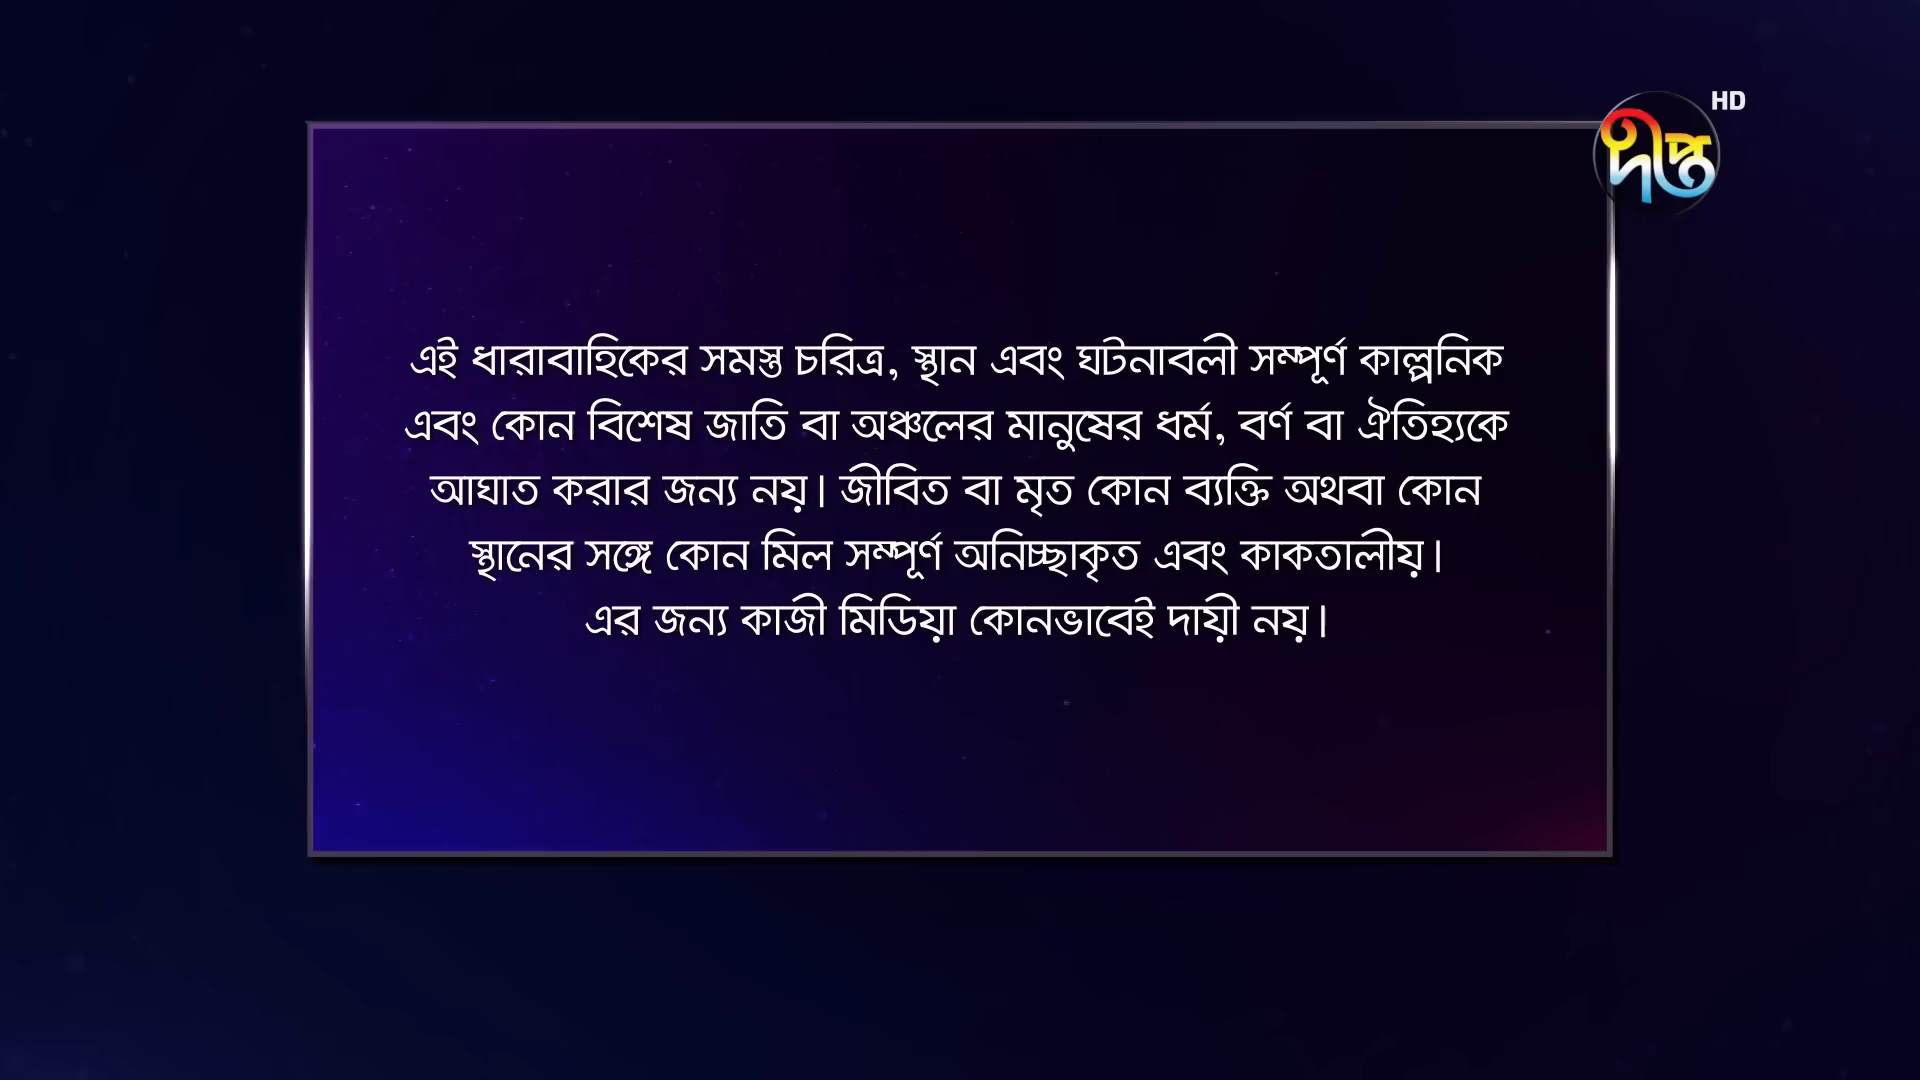 HD
দীপ্ত
এই ধারাবাহিকের সমস্ত চরিত্র, স্থান এবং ঘটনাবলী সম্পূর্ণ কাল্পনিক
এবং কোন বিশেষ জাতি বা অঞ্চলের মানুষের ধর্ম, বর্ণ বা ঐতিহ্যকে
আঘাত করার জন্য নয়। জীবিত বা মৃত কোন ব্যক্তি অথবা কোন
স্থানের সঙ্গে কোন মিল সম্পূর্ণ অনিচ্ছাকৃত এবং কাকতালীয়।
এর জন্য কাজী মিডিয়া কোনভাবেই দায়ী নয়।